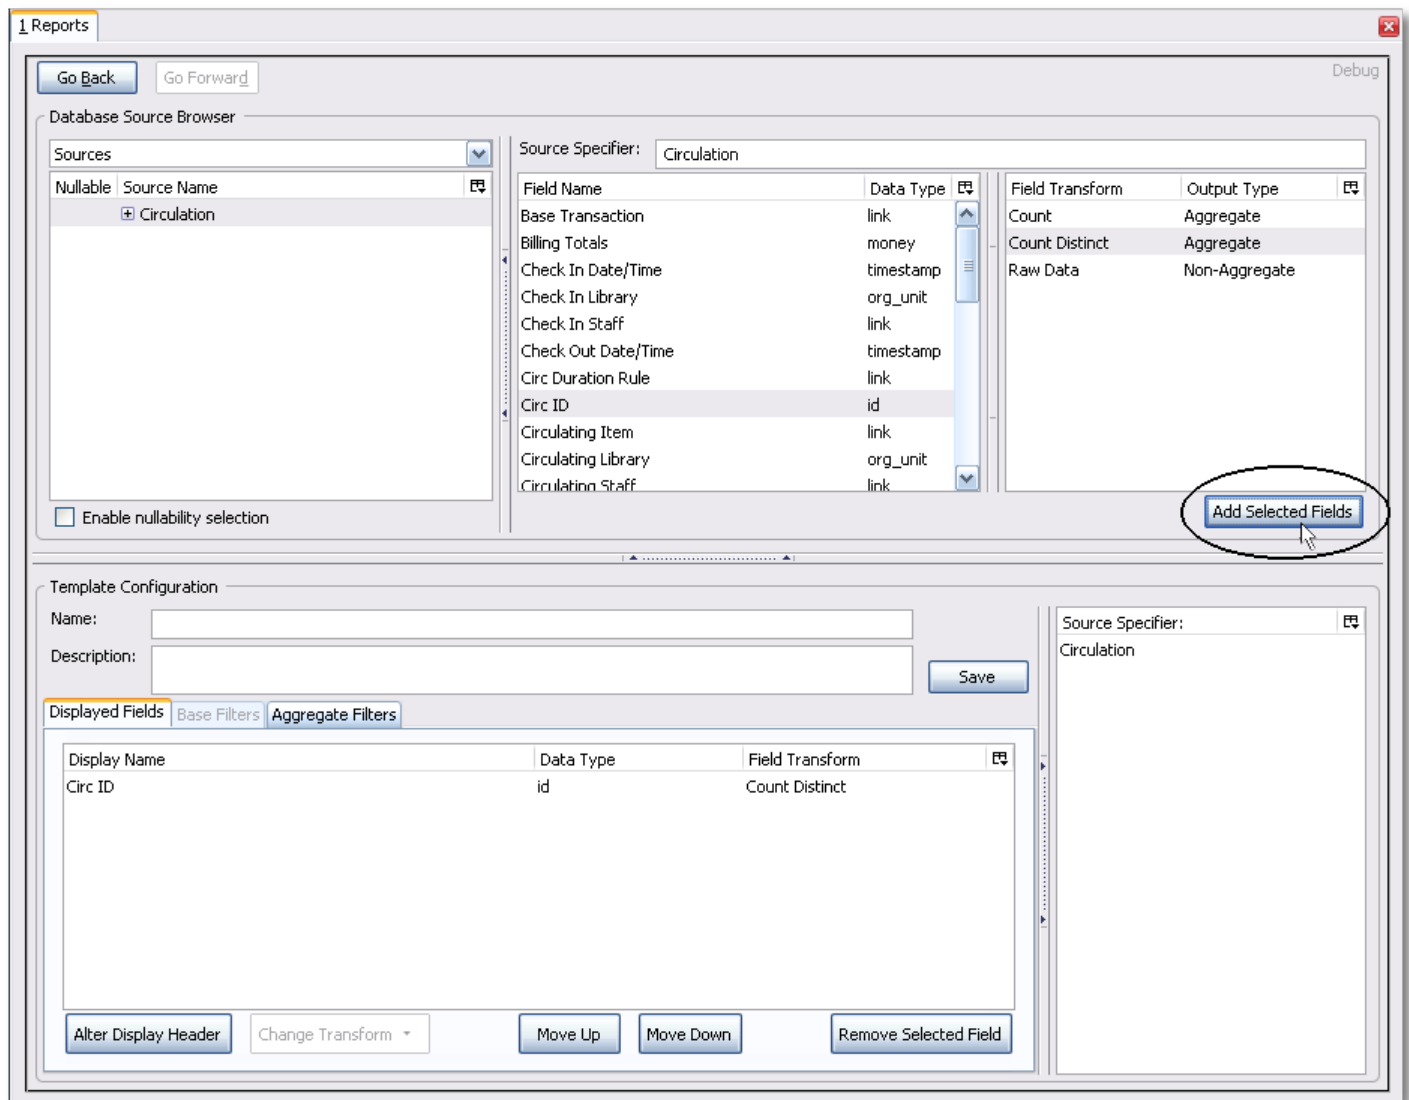 1 Reports
Go Back Go Forward Debug
Database Source Browser
Sources Source Specifier: Circulation
Nullable Source Name Field Name Data Type Field Transform Output Type
Circulation Base Transaction link Count Aggregate
Billing Totals money Count Distinct Aggregate
Check In Date/Time timestamp Raw Data Non-Aggregate
Check In Library org_unit
Check In Staff link
Check Out Date/Time timestamp
Circ Duration Rule link
Circ ID id
Circulating Item link
Circulating Library org_unit
Circulating Staff link
Enable nullability selection Add Selected Fields
Template Configuration
Name: Source Specifier:
Description: Circulation
Save
Displayed Fields Base Filters Aggregate Filters
Display Name Data Type Field Transform
Circ ID id Count Distinct
Alter Display Header Change Transform Move Up Move Down Remove Selected Field